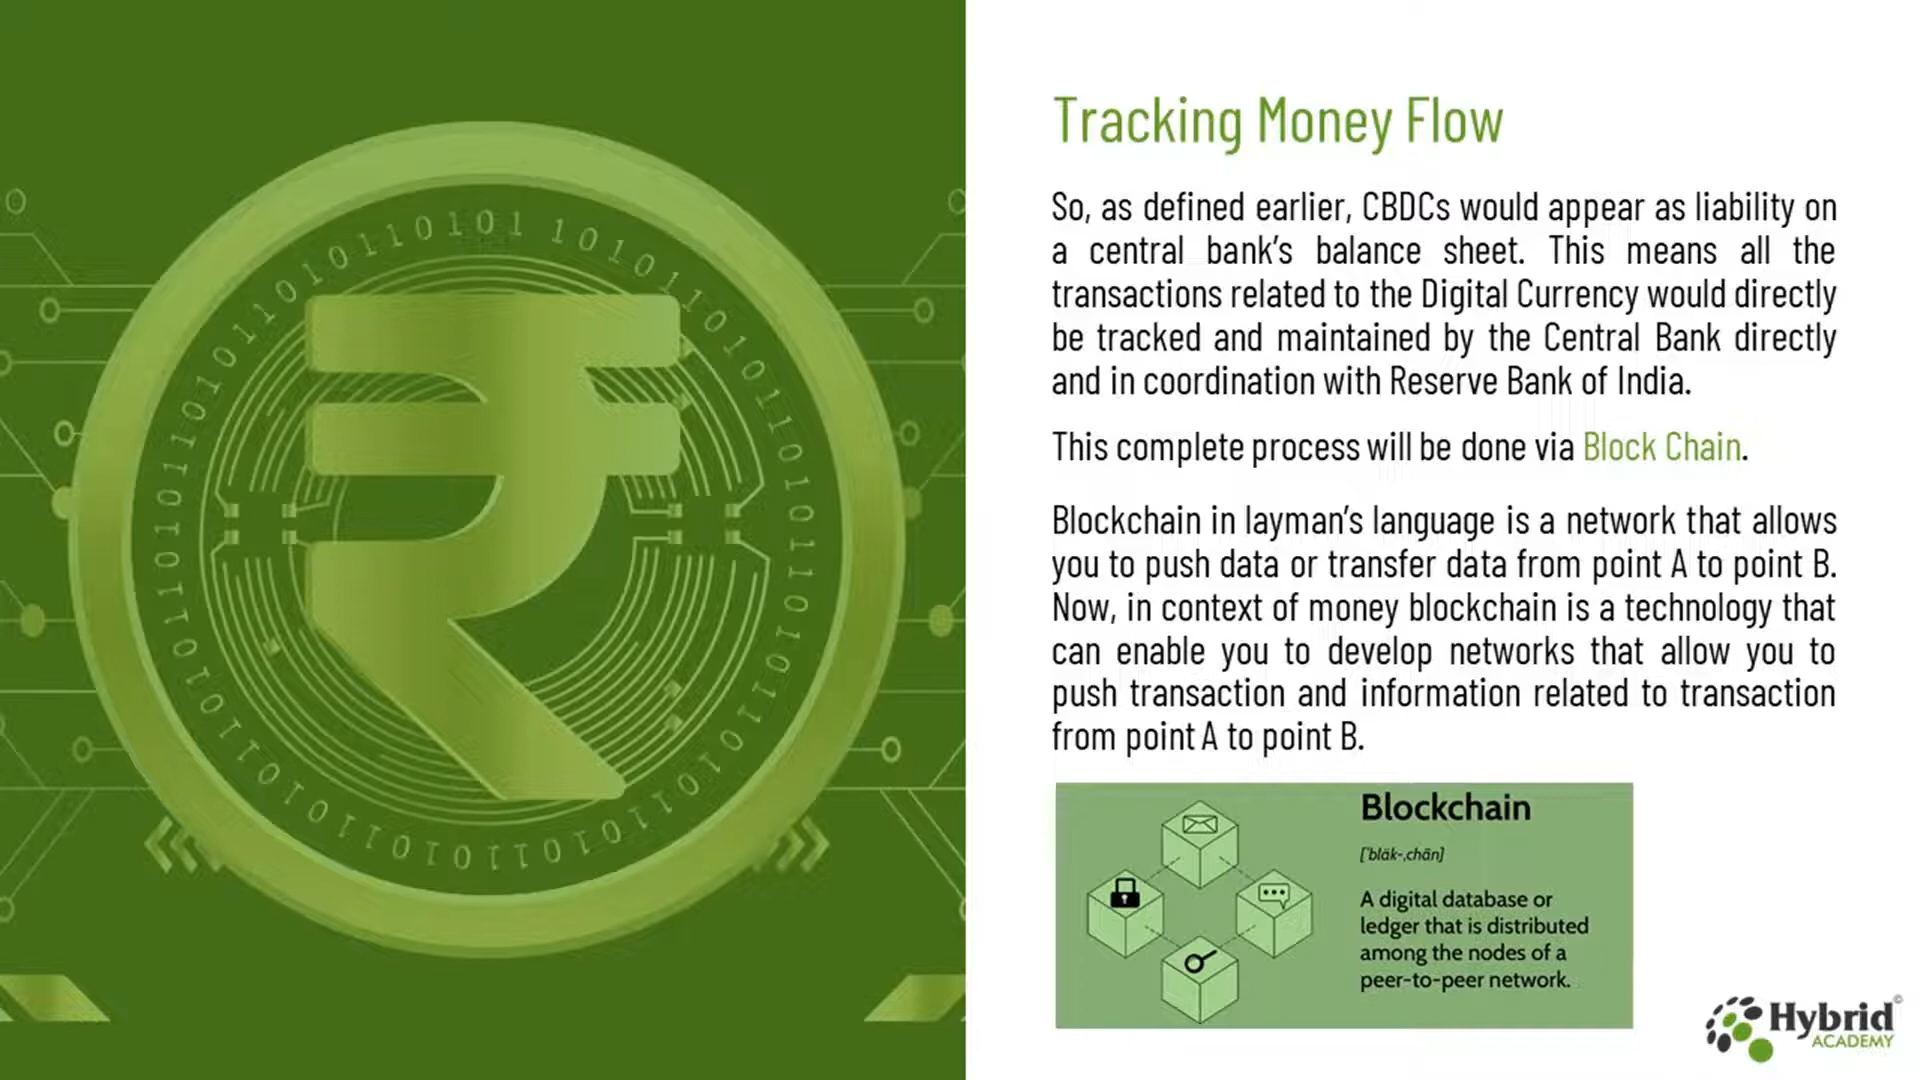 Tracking Money Flow
So, as defined earlier, CBDCs would appear as liability on
a central bank's balance sheet. This means all the
transactions related to the Digital Currency would directly
be tracked and maintained by the Central Bank directly
and in coordination with Reserve Bank of India.
This complete process will be done via Block Chain.
Blockchain in layman's language is a network that allows
you to push data or transfer data from point A to point B.
Now, in context of money blockchain is a technology that
can enable you to develop networks that allow you to
push transaction and information related to transaction
from point A to point B.
Blockchain
['bläk-,chān]
A digital database or
ledger that is distributed
among the nodes of a
peer-to-peer network.
Hybrid©
ACADEMY
₹